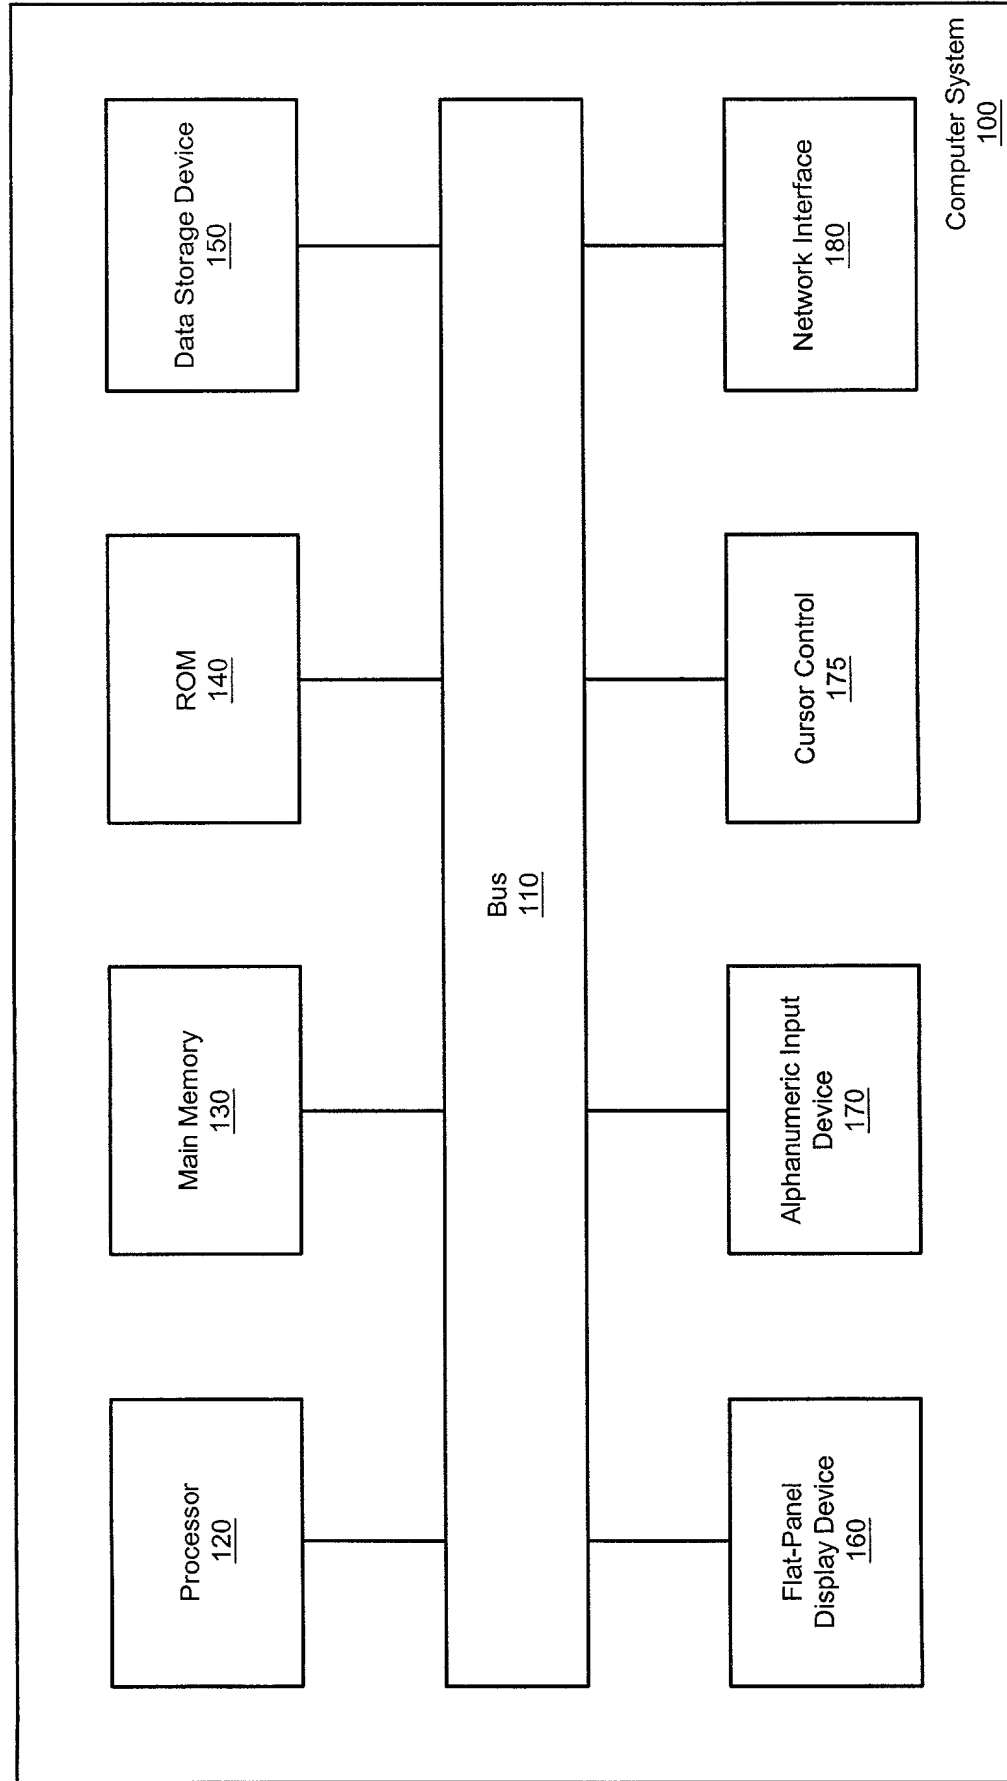 Processor
120
Main Memory
130
ROM
140
Data Storage Device
150
Bus
110
Flat-Panel
Display Device
160
Alphanumeric Input
Device
170
Cursor Control
175
Network Interface
180
Computer System
100